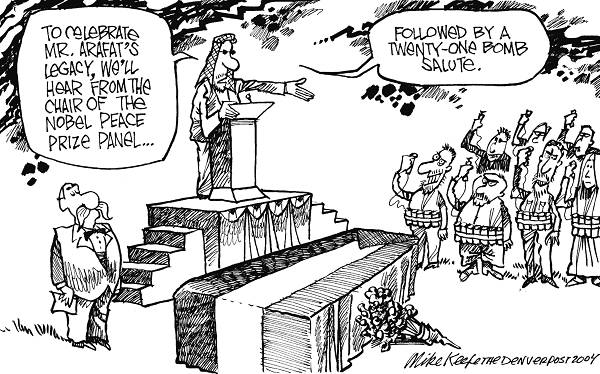 TO CELEBRATE
MR. ARAFAT'S
LEGACY, WE'LL
HEAR FROM THE
CHAIR OF THE
NOBEL PEACE
PRIZE PANEL...
FOLLOWED BY A
TWENTY-ONE BOMB
SALUTE.
Mike Keefe THE DENVER POST 2004